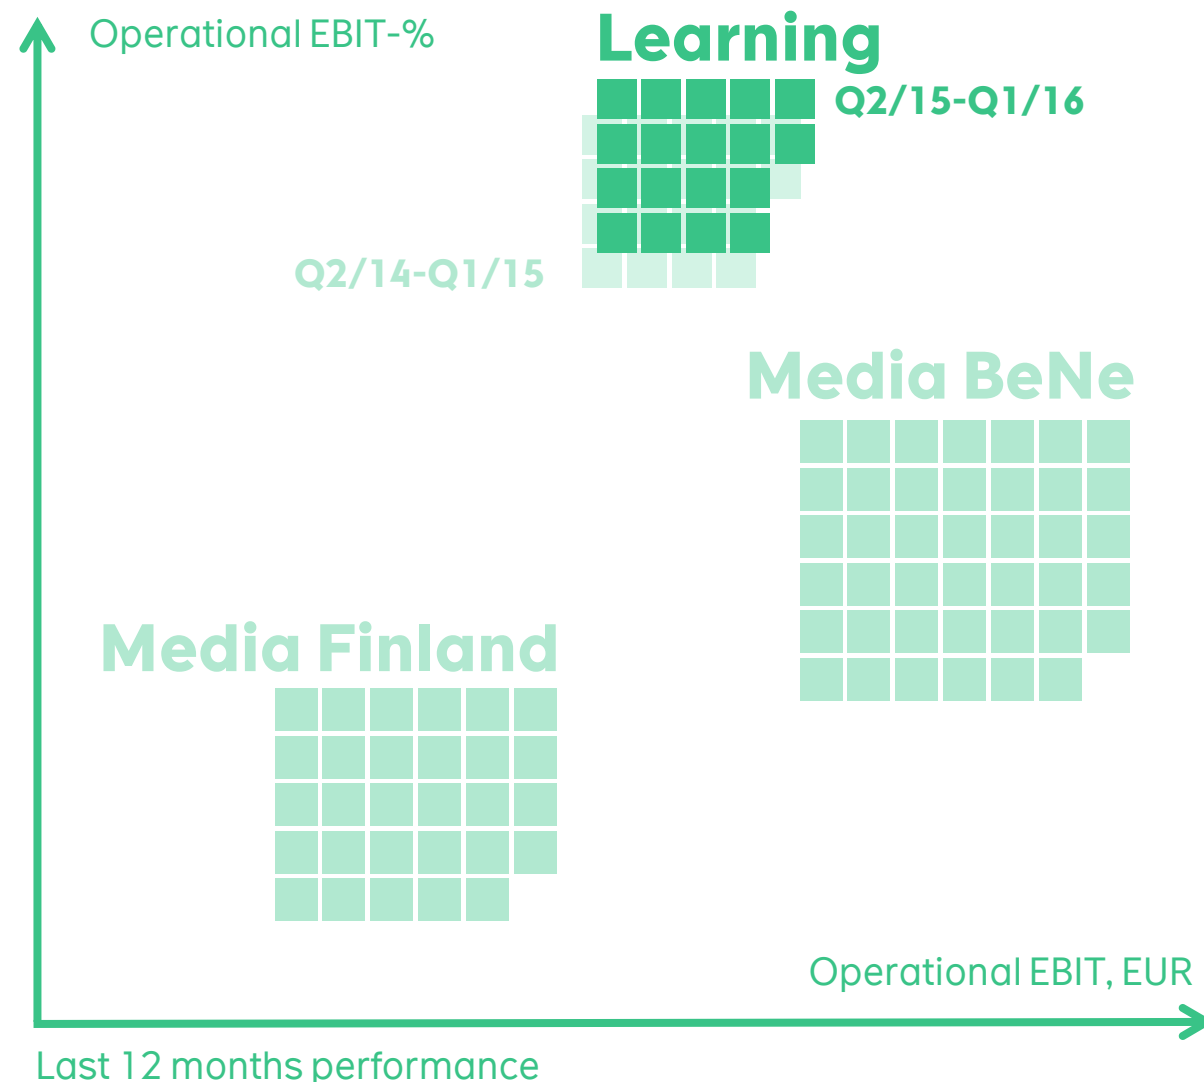 Operational EBIT-%
Learning
Q2/15-Q1/16
Q2/14-Q1/15
Media BeNe
Media Finland
Operational EBIT, EUR
Last 12 months performance